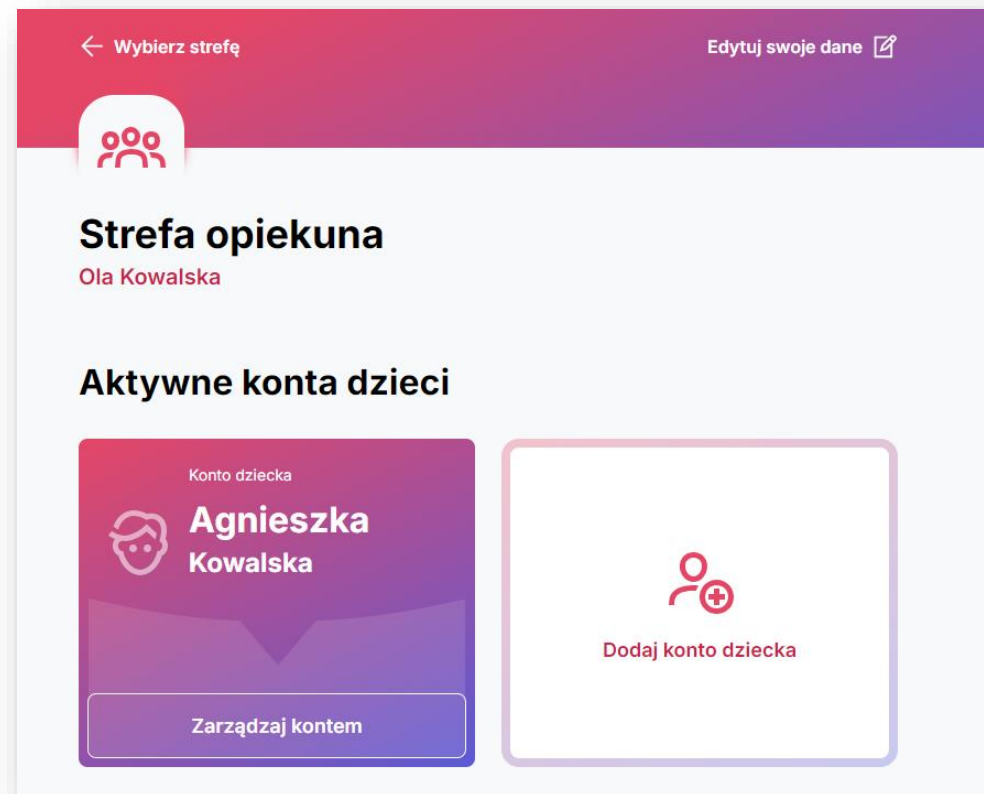 Wybierz strefę
Edytuj swoje dane
Strefa opiekuna
Ola Kowalska
Aktywne konta dzieci
Konto dziecka
Agnieszka
Kowalska
Zarządzaj kontem
Dodaj konto dziecka